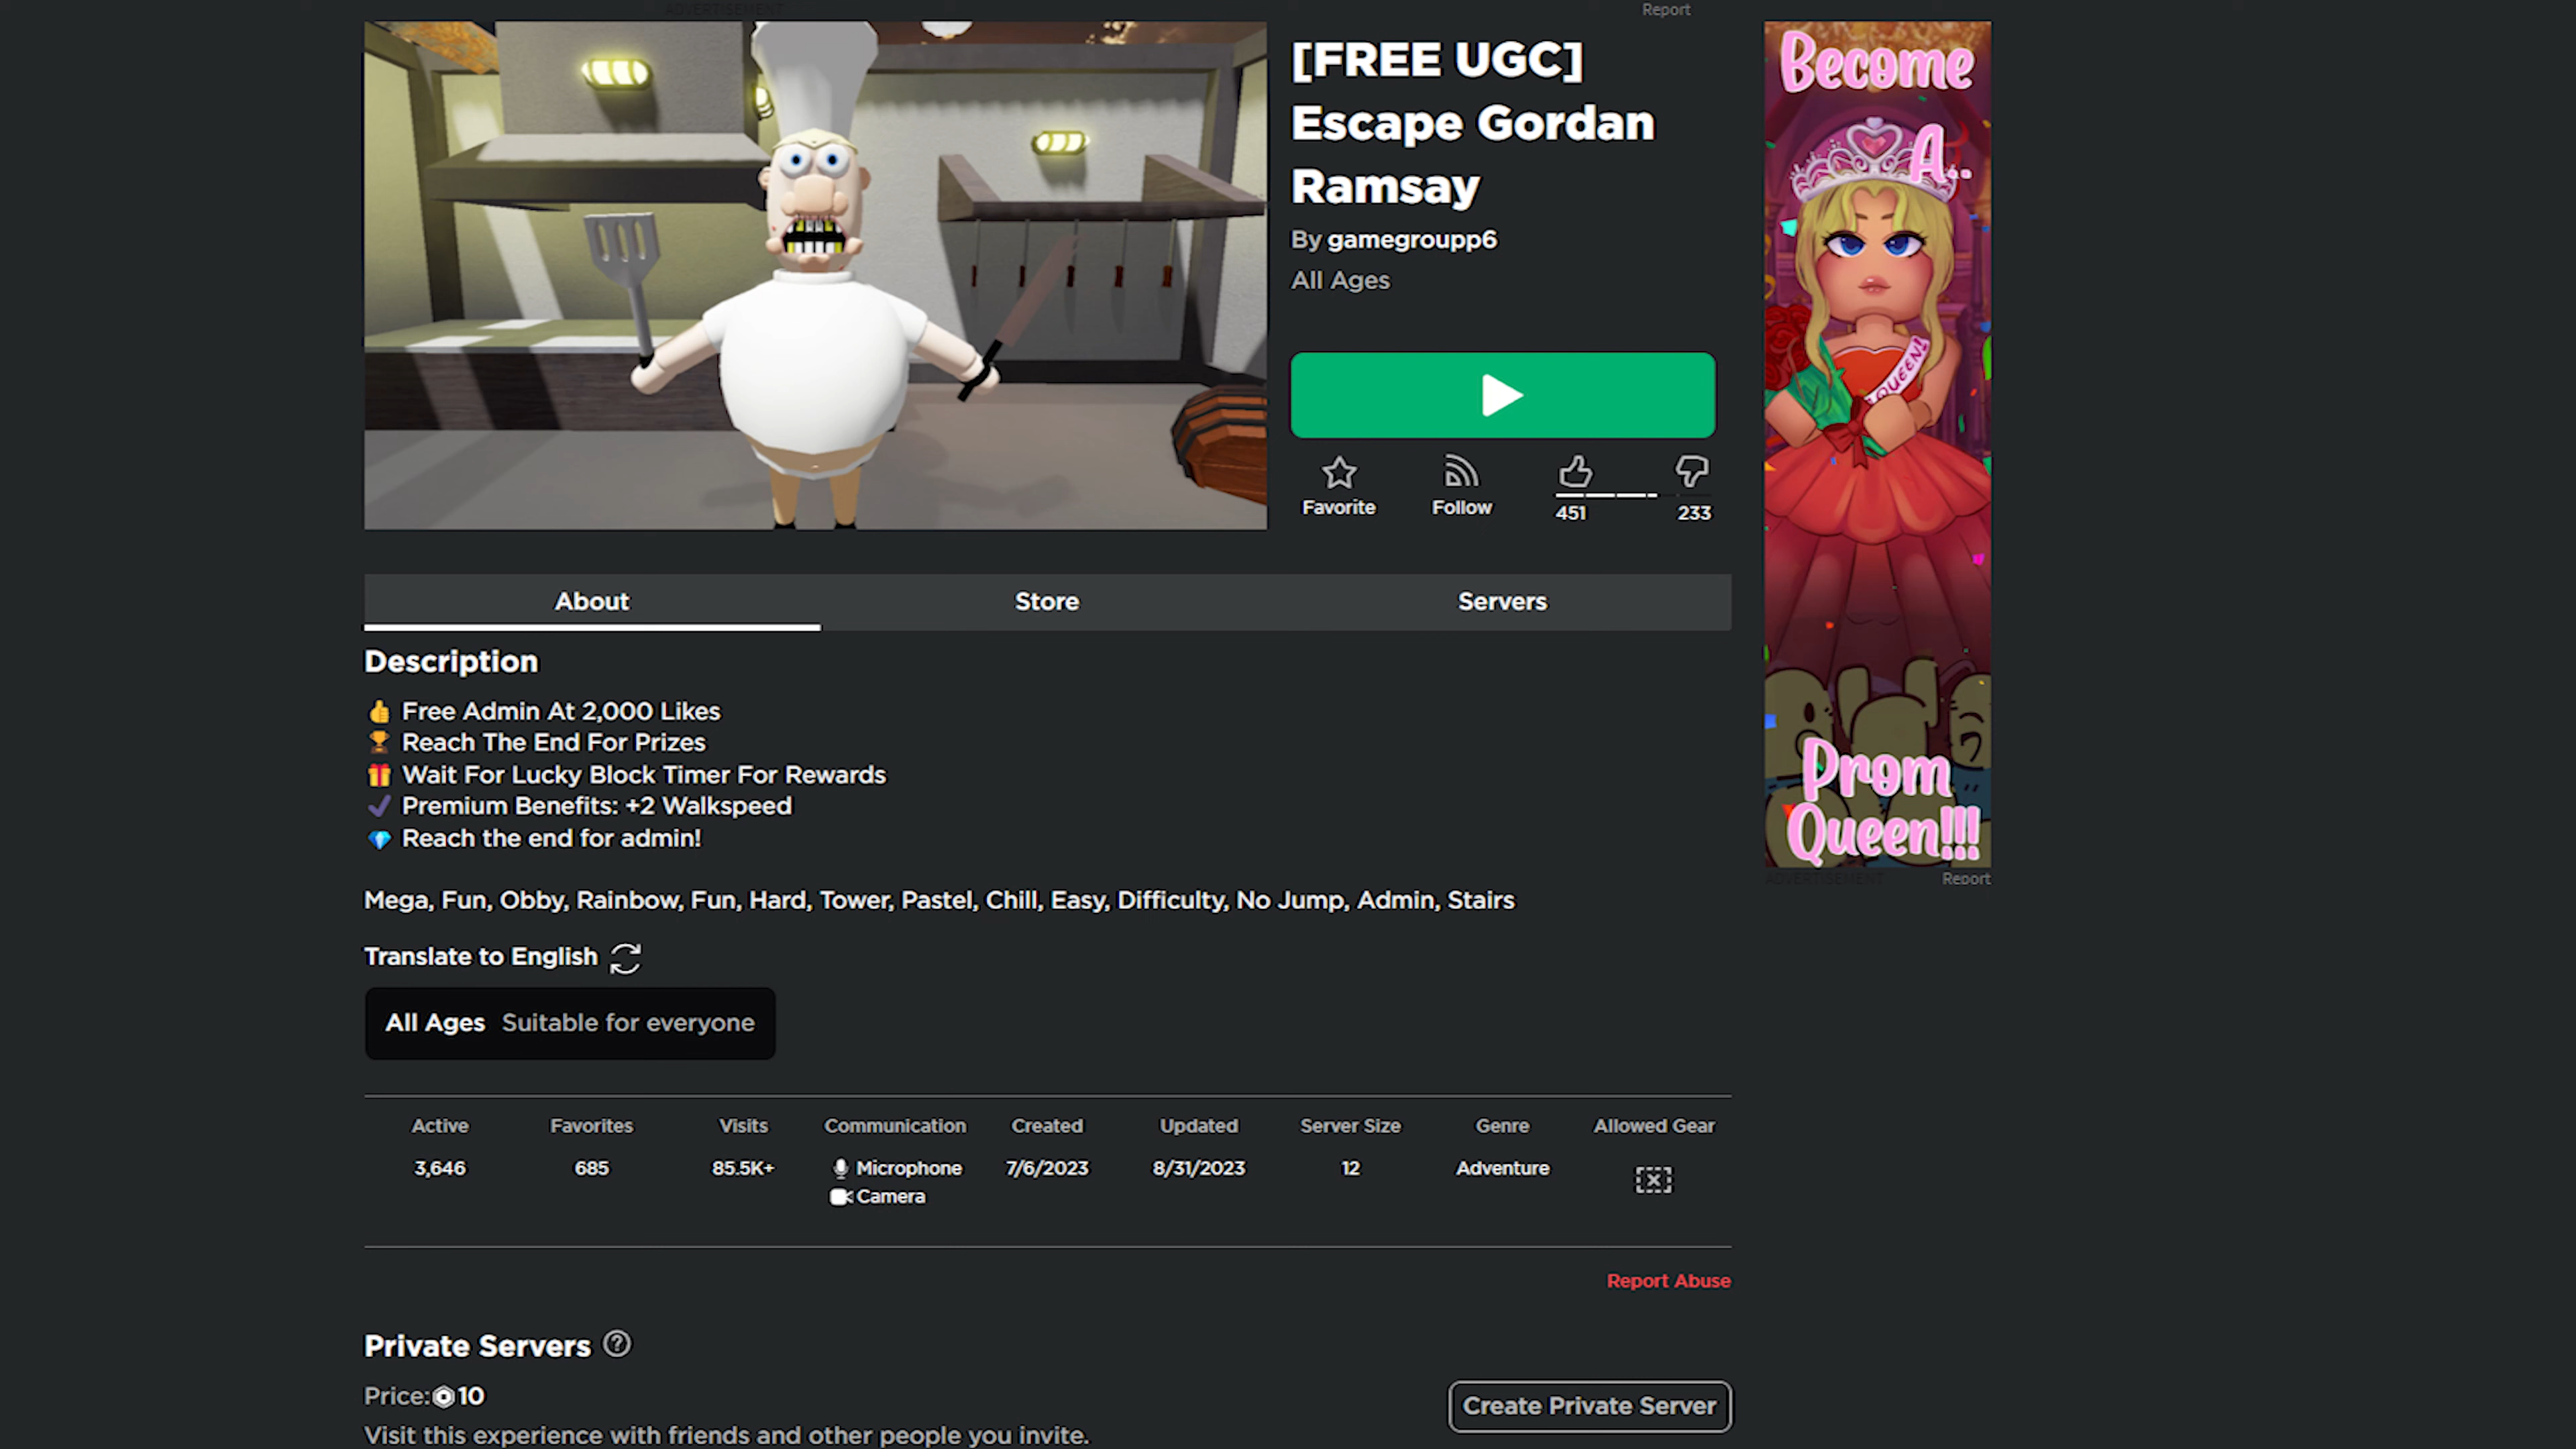 ADVERTISEMENT
Report
[FREE UGC]
Escape Gordan
Ramsay
By gamegroupp6
All Ages
Favorite
Follow
451
233
Become
A...
QUEEN!
Prom
Queen!!!
ADVERTISEMENT
Report
About
Store
Servers
Description
👍 Free Admin At 2,000 Likes
🏆 Reach The End For Prizes
🎁 Wait For Lucky Block Timer For Rewards
✔️ Premium Benefits: +2 Walkspeed
💎 Reach the end for admin!
Mega, Fun, Obby, Rainbow, Fun, Hard, Tower, Pastel, Chill, Easy, Difficulty, No Jump, Admin, Stairs
Translate to English
All Ages Suitable for everyone
Active Favorites Visits Communication Created Updated Server Size Genre Allowed Gear
3,646 685 85.5K+ Microphone 7/6/2023 8/31/2023 12 Adventure
Camera
Report Abuse
Private Servers
Price: 10
Create Private Server
Visit this experience with friends and other people you invite.